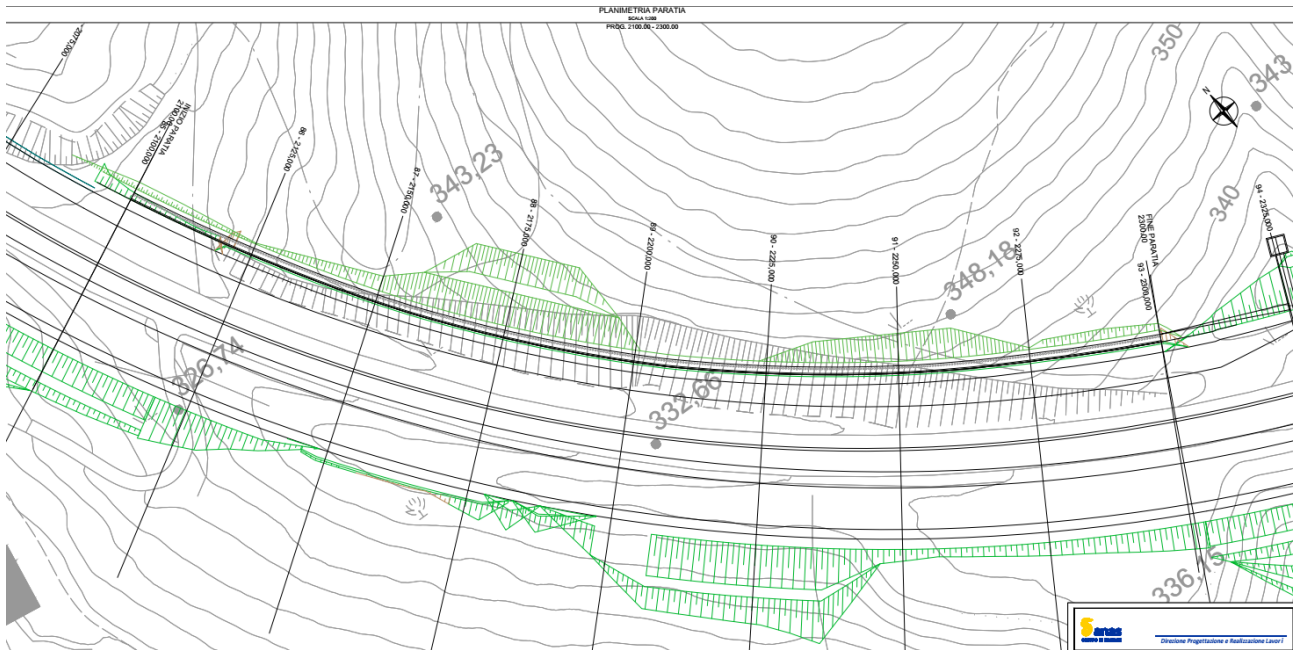 PLANIMETRIA PARATIA
SCALA 1:200
PROG. 2100.00 - 2300.00
2075,000
INIZIO PARATIA
2100.00
85 - 2100,000
86 - 2125,000
87 - 2150,000
88 - 2175,000
89 - 2200,000
90 - 2225,000
91 - 2250,000
92 - 2275,000
FINE PARATIA
2300.00
93 - 2300,000
94 - 2325,000
N
350
343
340
343,23
348,18
326,74
332,66
336,15
anas
Direzione Progettazione e Realizzazione Lavori